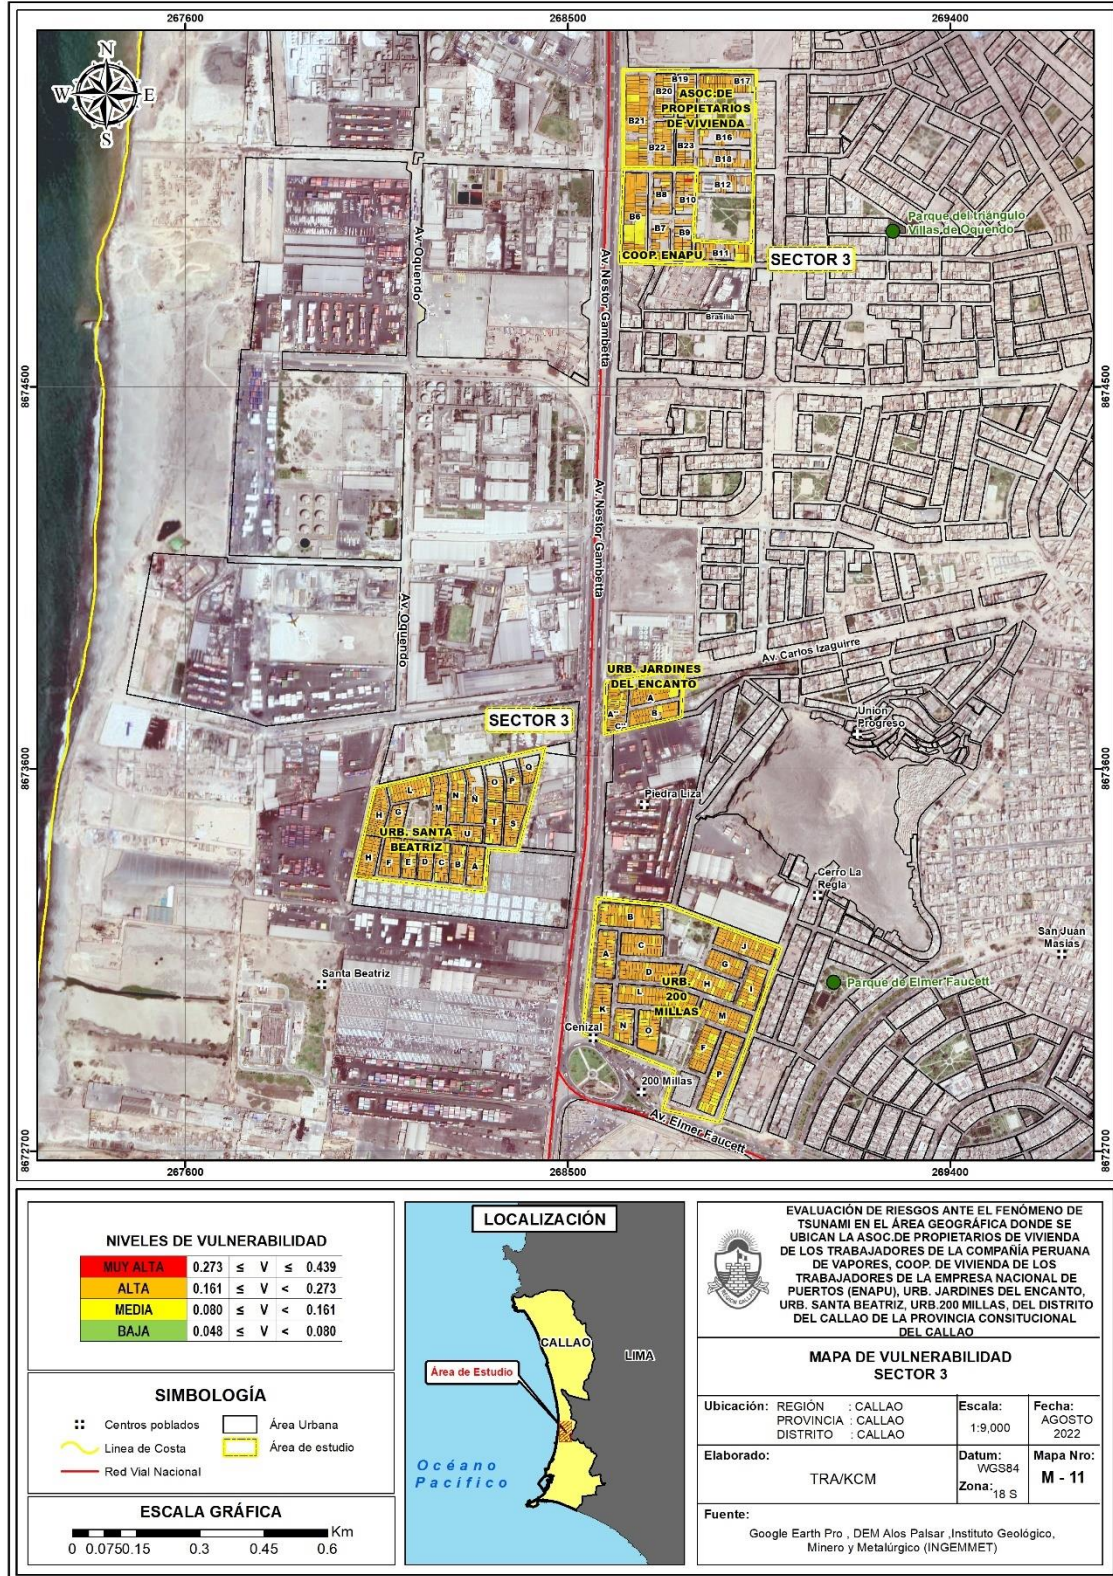 267600
268500
269400
N
W
E
S
B19
B17
B20
ASOC.DE
PROPIETARIOS
DE VIVIENDA
B21
B16
B22
B23
B18
B12
B8
B10
B6
B7
B9
B11
COOP. ENAPU
SECTOR 3
Parque del triángulo
Villas de Oquendo
Av. Oquendo
Av. Nestor Gambetta
Brasilia
8674500
8674500
Av. Nestor Gambetta
Av. Oquendo
Av. Carlos Izaguirre
URB. JARDINES
DEL ENCANTO
A
A'
B
C
SECTOR 3
Unión
Progreso
8673600
8673600
Q
P
O
L
N
Ñ
M
H
G
S
T
U
URB. SANTA
BEATRIZ
H
F
E
D
C
B
A
Piedra Liza
Cerro La
Regla
San Juan
Masias
B
C
A
J
G
D
URB.
H
I
L
200
K
MILLAS
M
N
O
F
P
Santa Beatriz
Parque de Elmer Faucett
Cenizal
200 Millas
Av. Elmer Faucett
8672700
8672700
267600
268500
269400
NIVELES DE VULNERABILIDAD
MUY ALTA 0.273 ≤ V ≤ 0.439
ALTA 0.161 ≤ V < 0.273
MEDIA 0.080 ≤ V < 0.161
BAJA 0.048 ≤ V < 0.080
SIMBOLOGÍA
Centros poblados
Área Urbana
Linea de Costa
Área de estudio
Red Vial Nacional
ESCALA GRÁFICA
Km
0 0.075 0.15 0.3 0.45 0.6
LOCALIZACIÓN
CALLAO
LIMA
Área de Estudio
Océano
Pacífico
REGIÓN CALLAO
EVALUACIÓN DE RIESGOS ANTE EL FENÓMENO DE
TSUNAMI EN EL ÁREA GEOGRÁFICA DONDE SE
UBICAN LA ASOC.DE PROPIETARIOS DE VIVIENDA
DE LOS TRABAJADORES DE LA COMPAÑÍA PERUANA
DE VAPORES, COOP. DE VIVIENDA DE LOS
TRABAJADORES DE LA EMPRESA NACIONAL DE
PUERTOS (ENAPU), URB. JARDINES DEL ENCANTO,
URB. SANTA BEATRIZ, URB.200 MILLAS, DEL DISTRITO
DEL CALLAO DE LA PROVINCIA CONSITUCIONAL
DEL CALLAO
MAPA DE VULNERABILIDAD
SECTOR 3
Ubicación: REGIÓN : CALLAO
PROVINCIA : CALLAO
DISTRITO : CALLAO
Escala:
1:9,000
Fecha:
AGOSTO
2022
Elaborado:
TRA/KCM
Datum:
WGS84
Zona: 18 S
Mapa Nro:
M - 11
Fuente:
Google Earth Pro , DEM Alos Palsar ,Instituto Geológico,
Minero y Metalúrgico (INGEMMET)